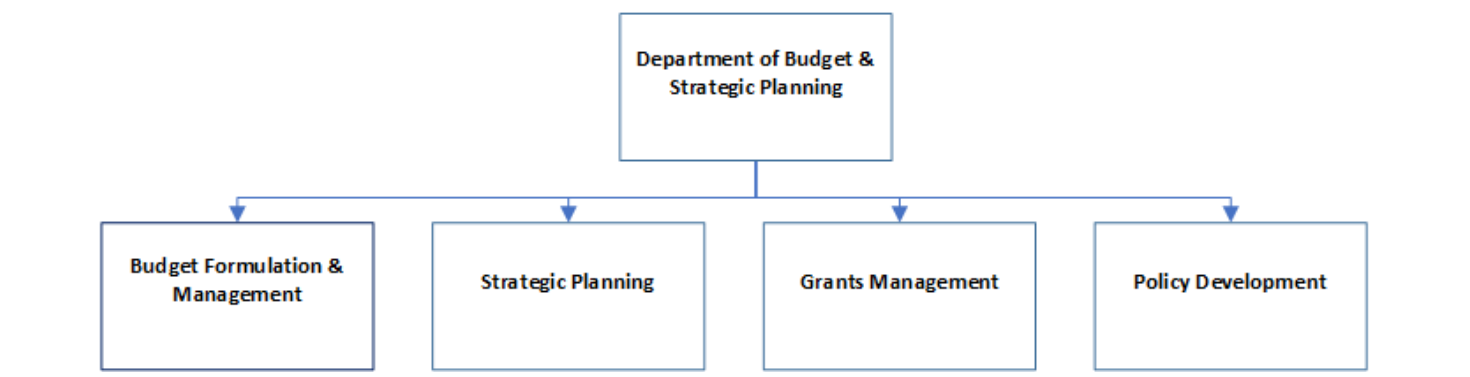 Department of Budget &
Strategic Planning
Budget Formulation &
Management
Strategic Planning
Grants Management
Policy Development